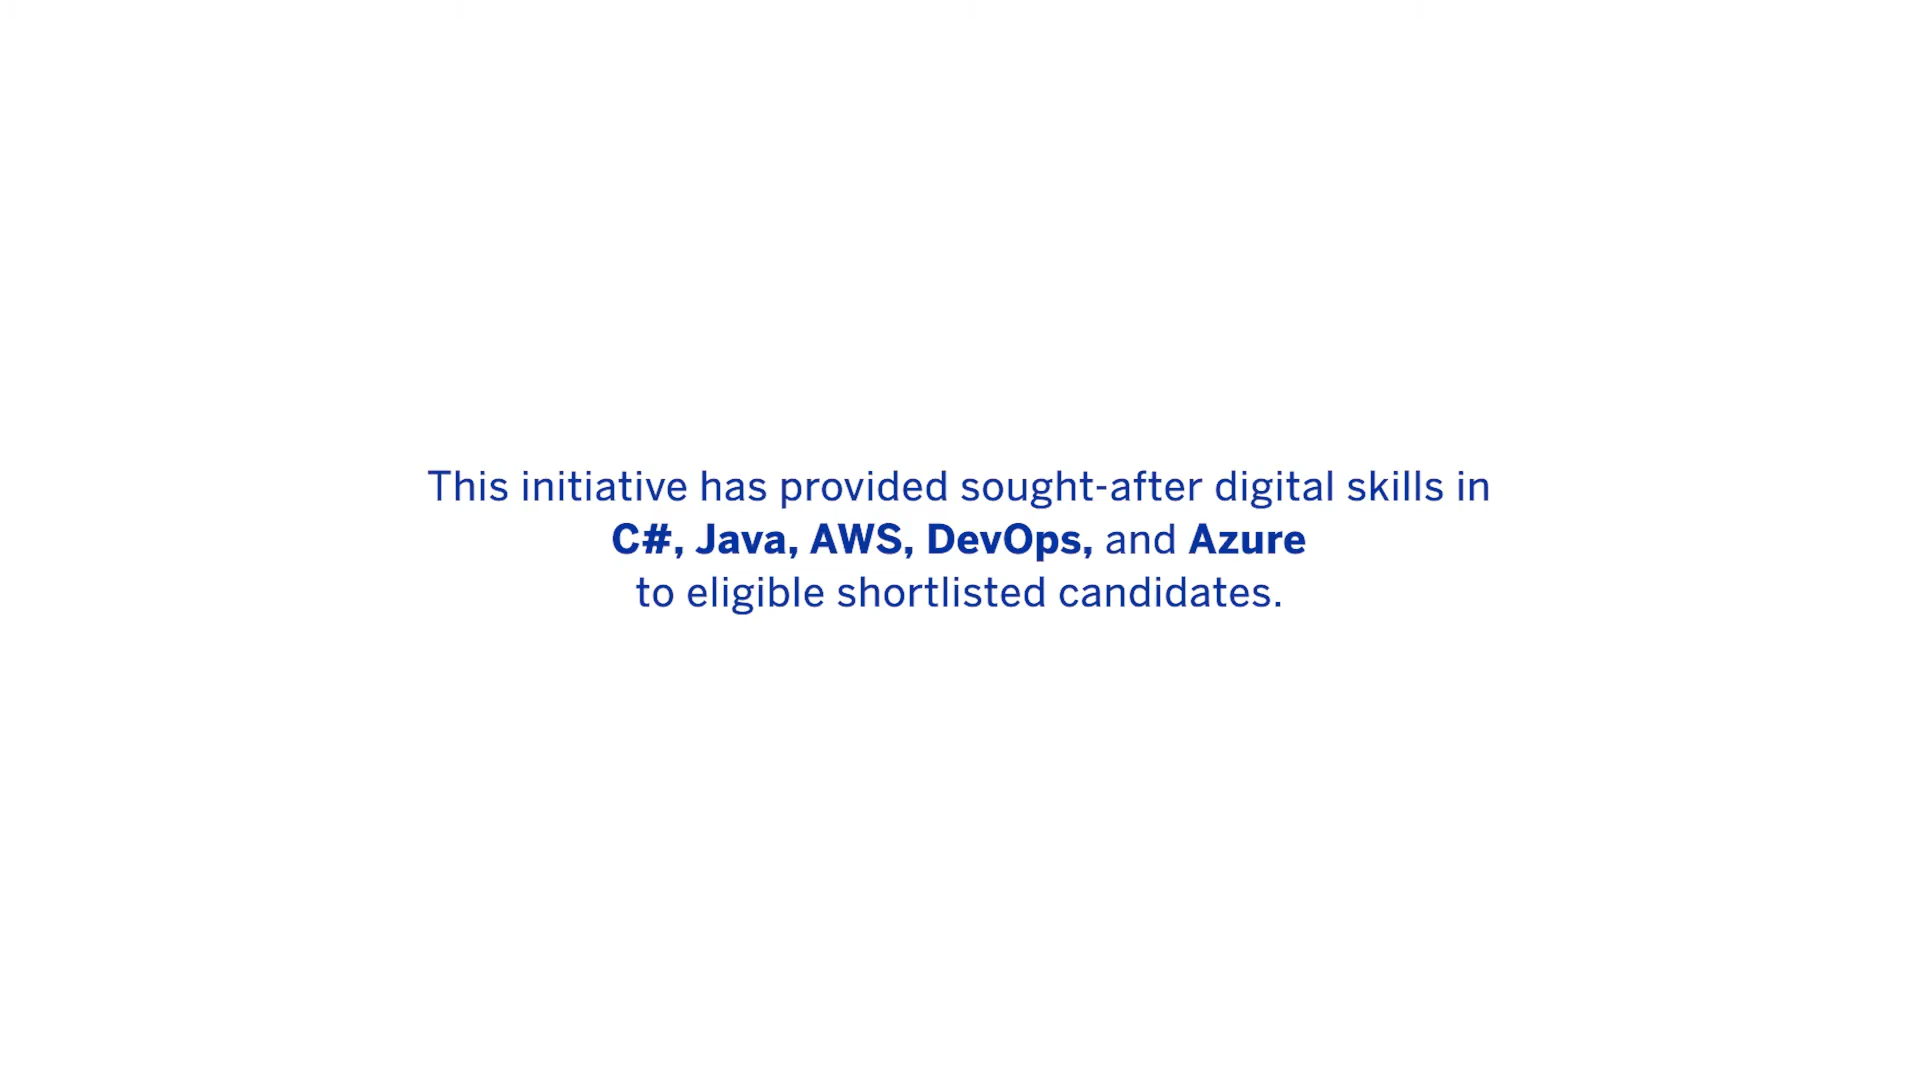 This initiative has provided sought-after digital skills in
C#, Java, AWS, DevOps, and Azure
to eligible shortlisted candidates.